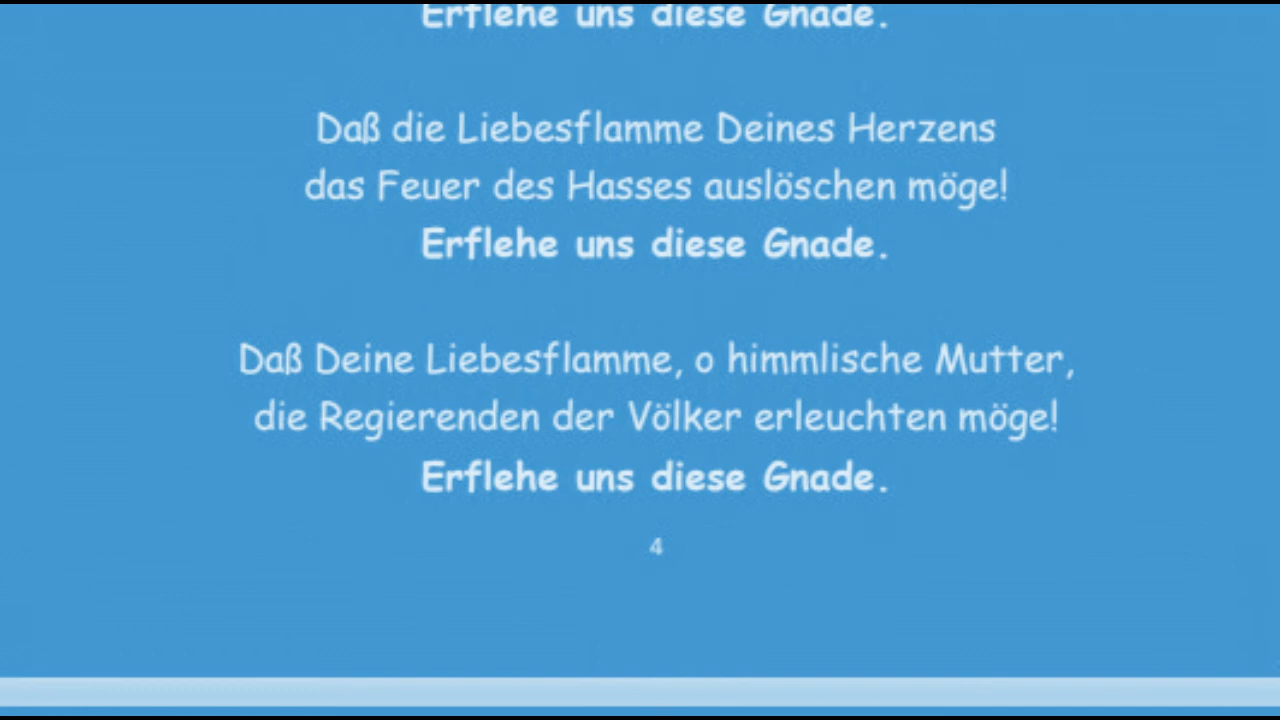 Erflehe uns diese Gnade.
Daß die Liebesflamme Deines Herzens
das Feuer des Hasses auslöschen möge!
Erflehe uns diese Gnade.
Daß Deine Liebesflamme, o himmlische Mutter,
die Regierenden der Völker erleuchten möge!
Erflehe uns diese Gnade.
4